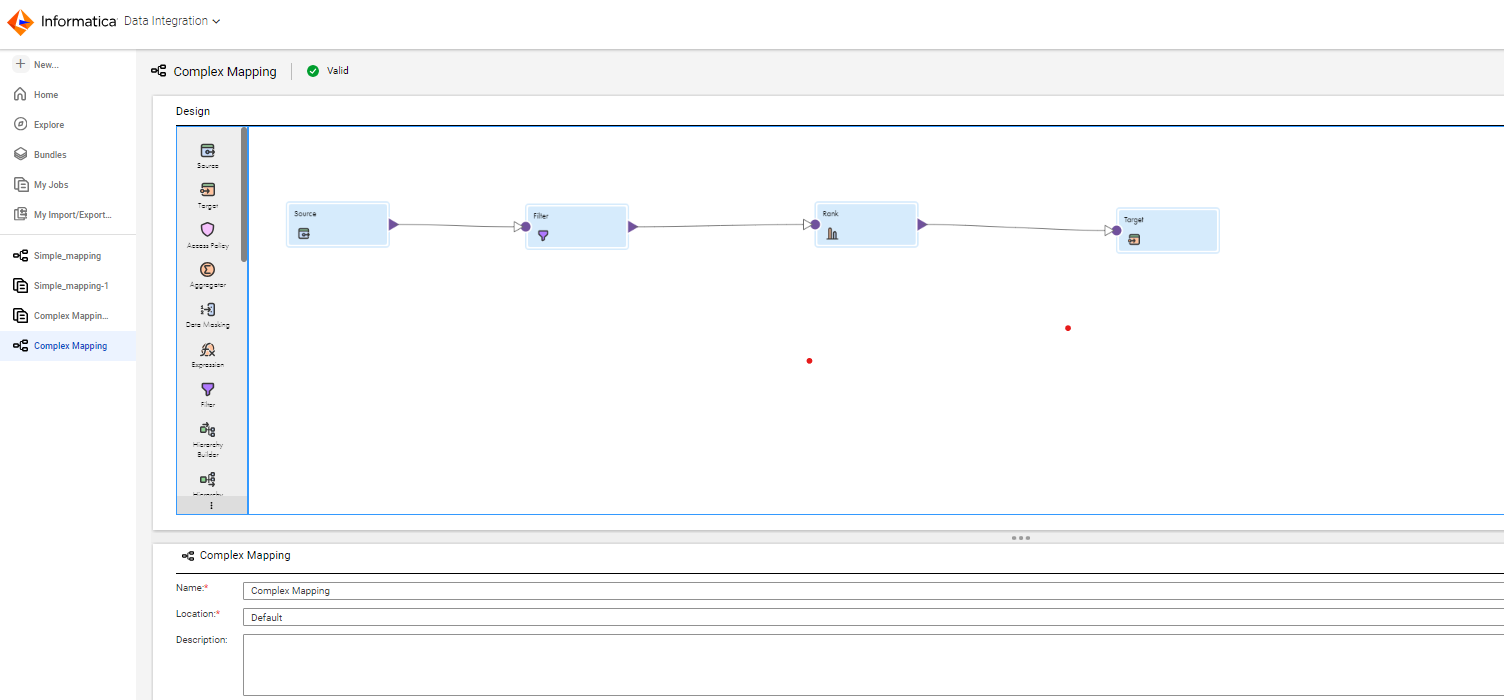 Informatica Data Integration
New...
Home
Explore
Bundles
My Jobs
My Import/Export...
Simple_mapping
Simple_mapping-1
Complex Mappin...
Complex Mapping
Complex Mapping
Valid
Design
Source
Target
Access Policy
Aggregator
Data Masking
Expression
Filter
Hierarchy
Builder
Hierarchy
Source
Filter
Rank
Target
Complex Mapping
Name:* Complex Mapping
Location:* Default
Description: